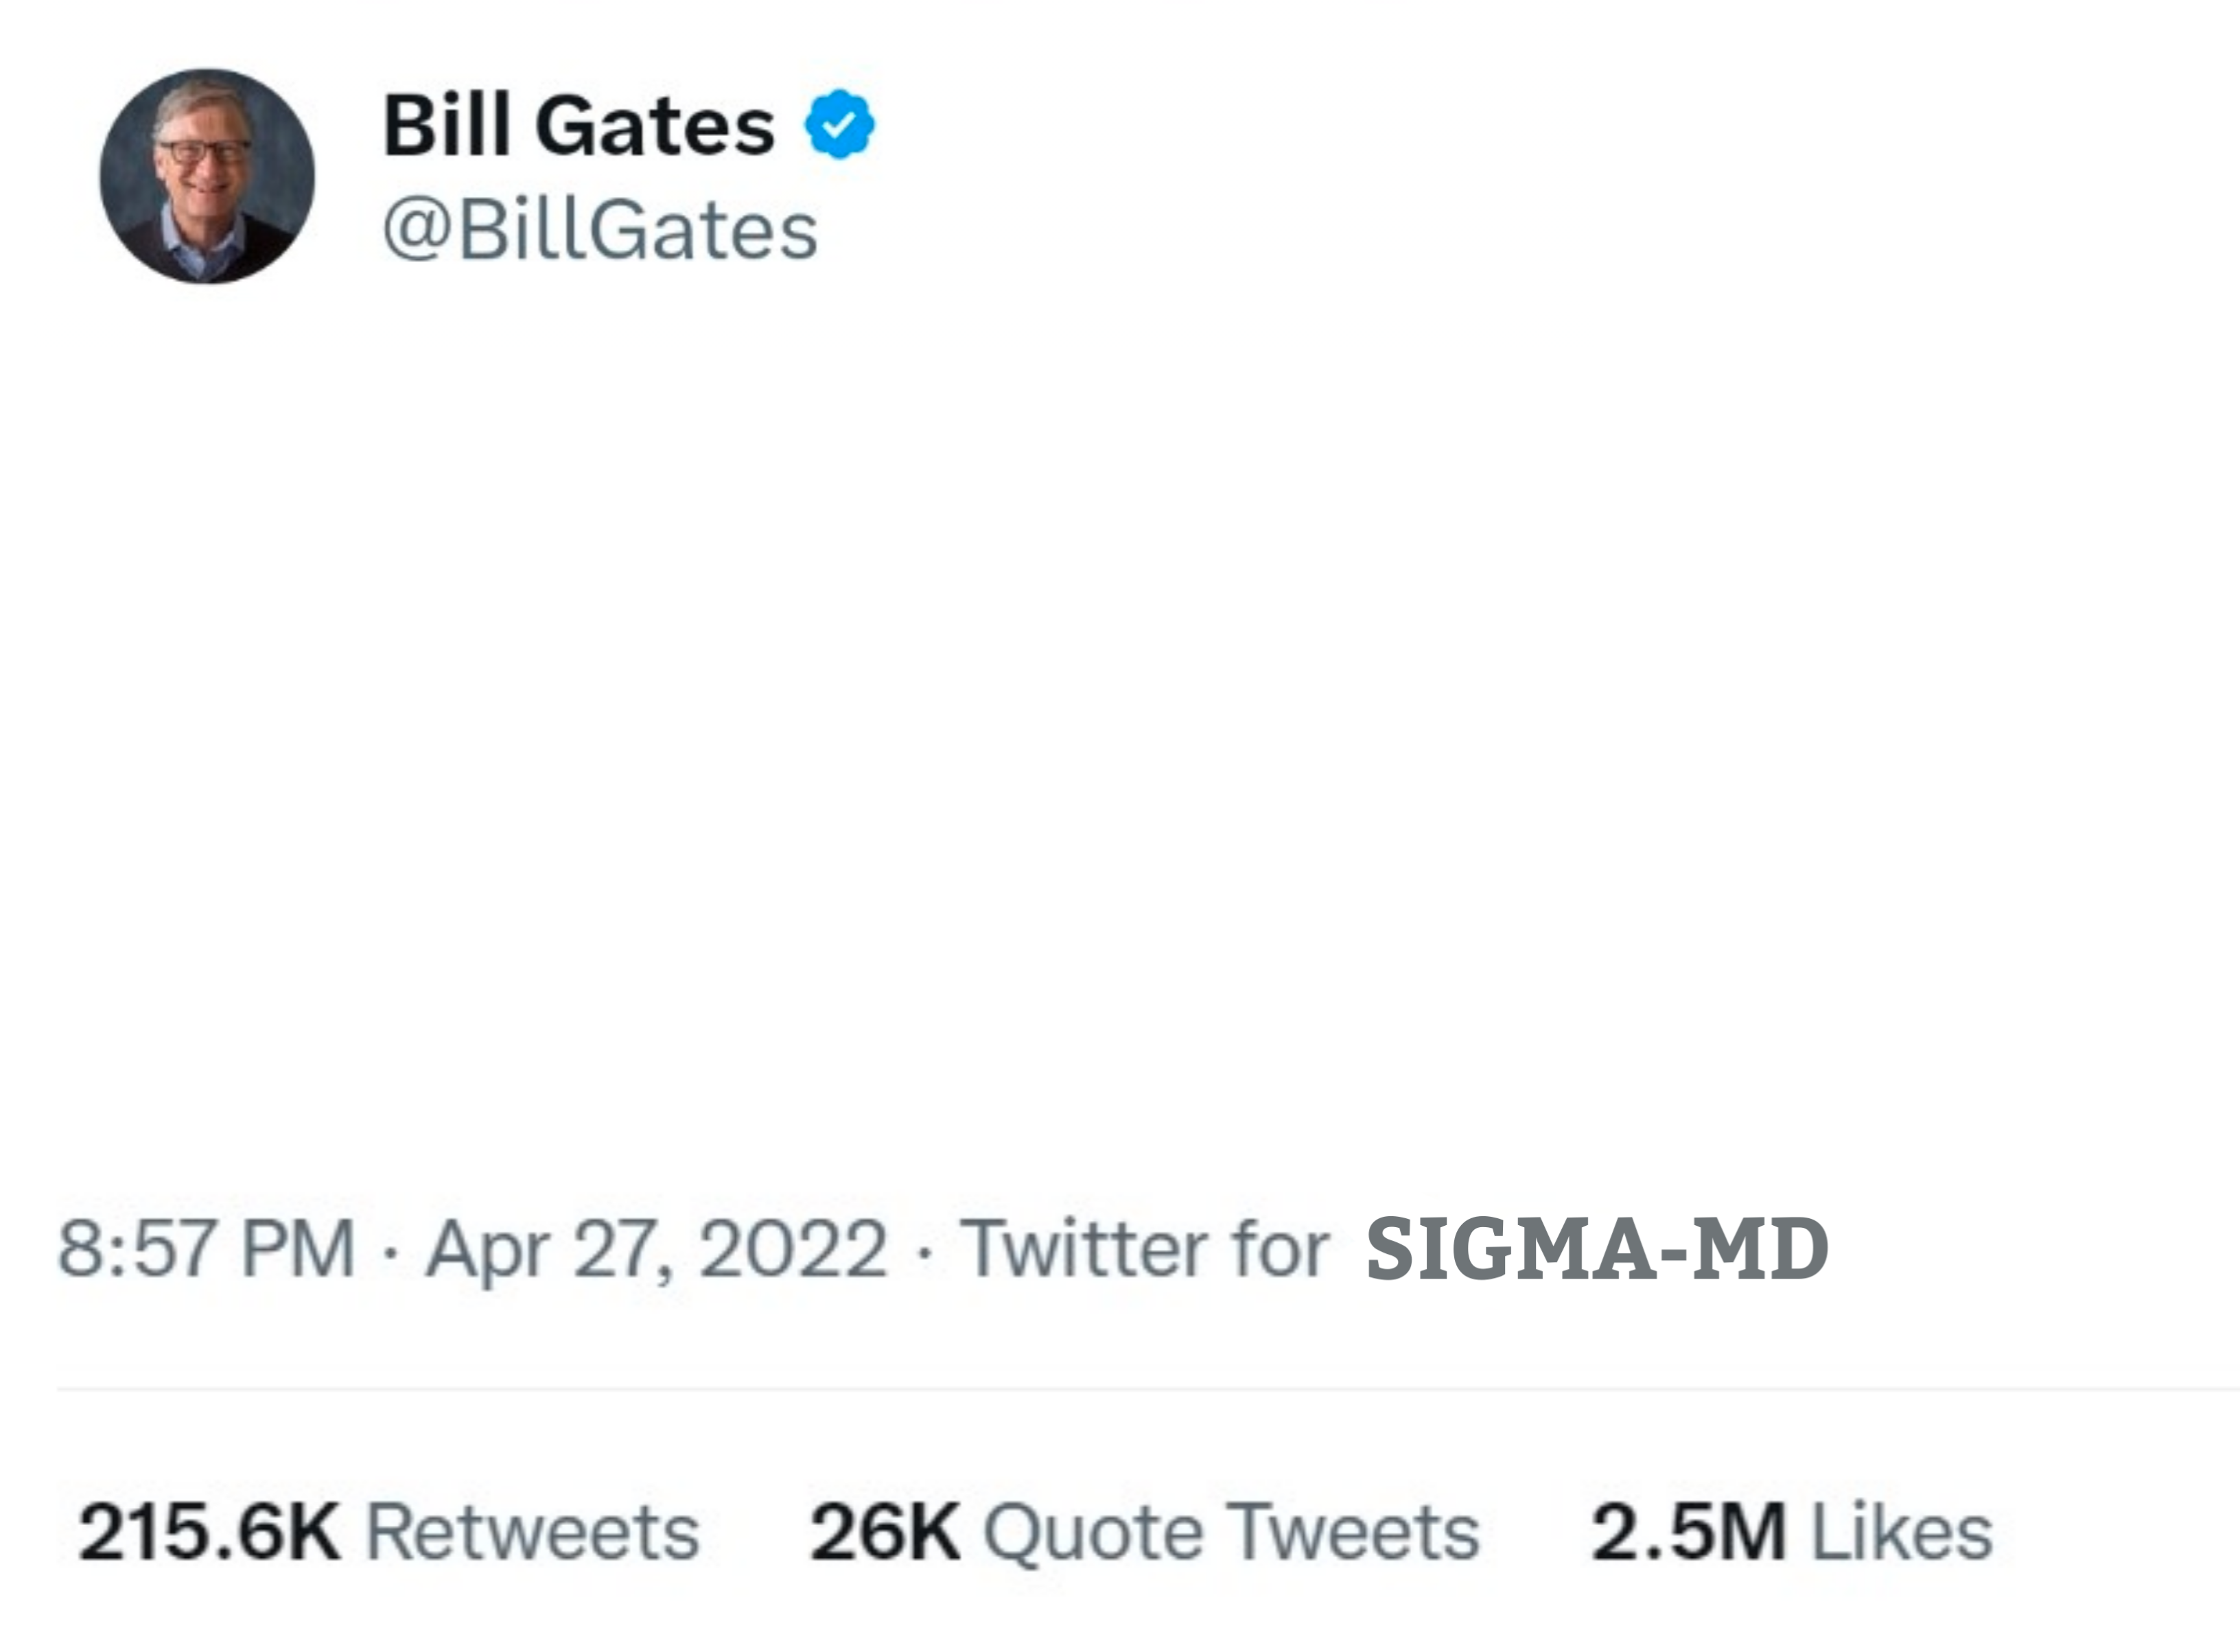 Bill Gates
@BillGates
8:57 PM · Apr 27, 2022 · Twitter for SIGMA-MD
215.6K Retweets 26K Quote Tweets 2.5M Likes